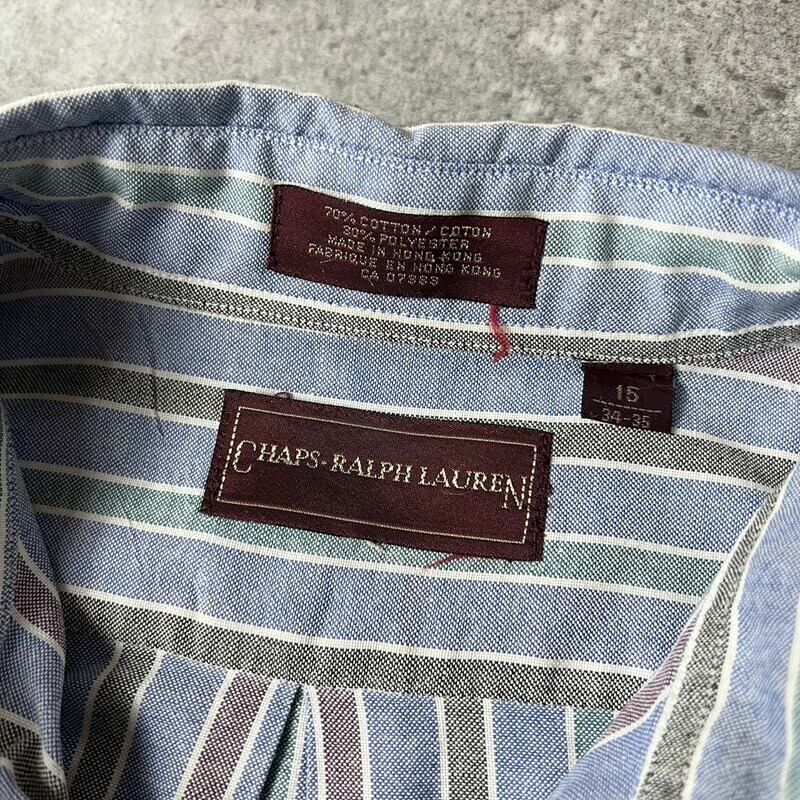 70% COTTON / COTON
30% POLYESTER
MADE IN HONG KONG
FABRIQUE EN HONG KONG
CA 07983
15
34-35
CHAPS-RALPH LAUREN